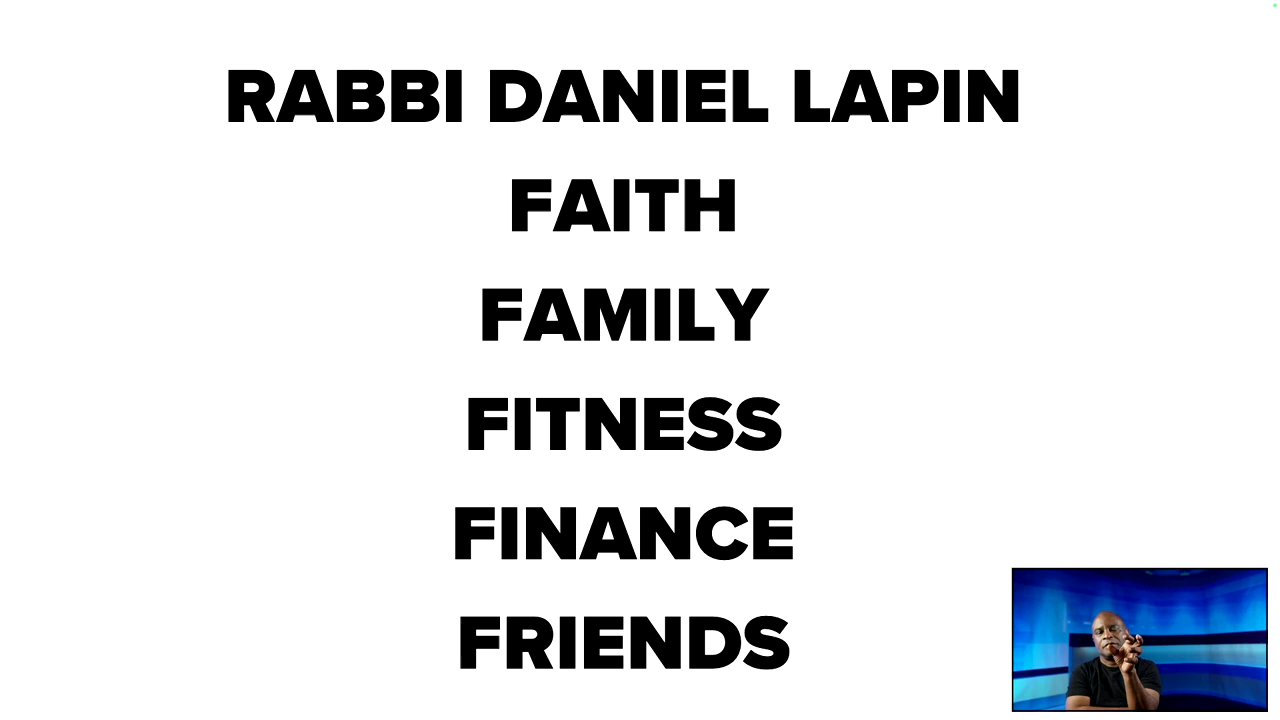 RABBI DANIEL LAPIN
FAITH
FAMILY
FITNESS
FINANCE
FRIENDS